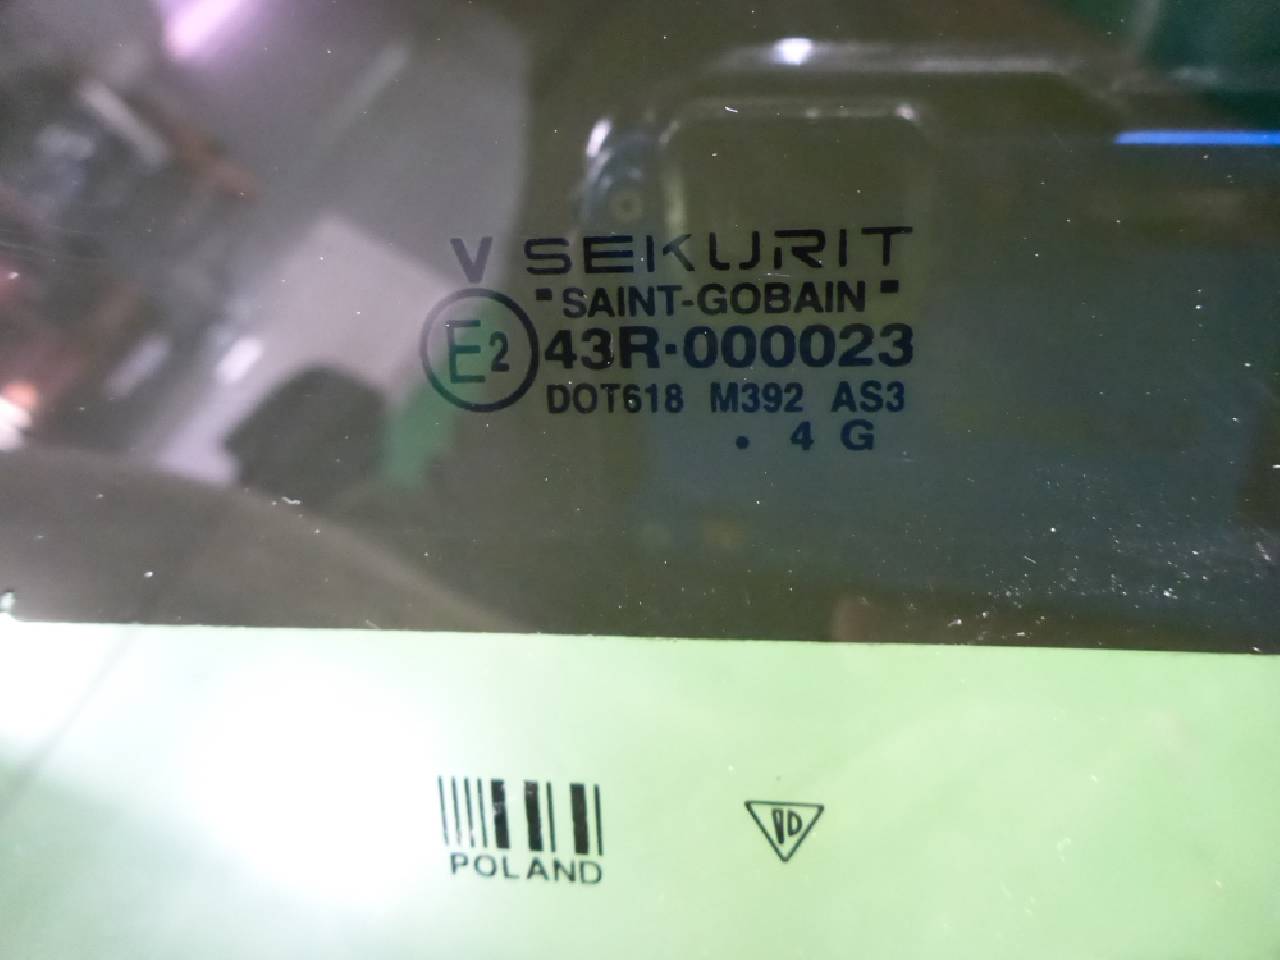 V SEKURIT
"SAINT-GOBAIN"
E2 43R-000023
DOT618 M392 AS3
. 4 G
POLAND